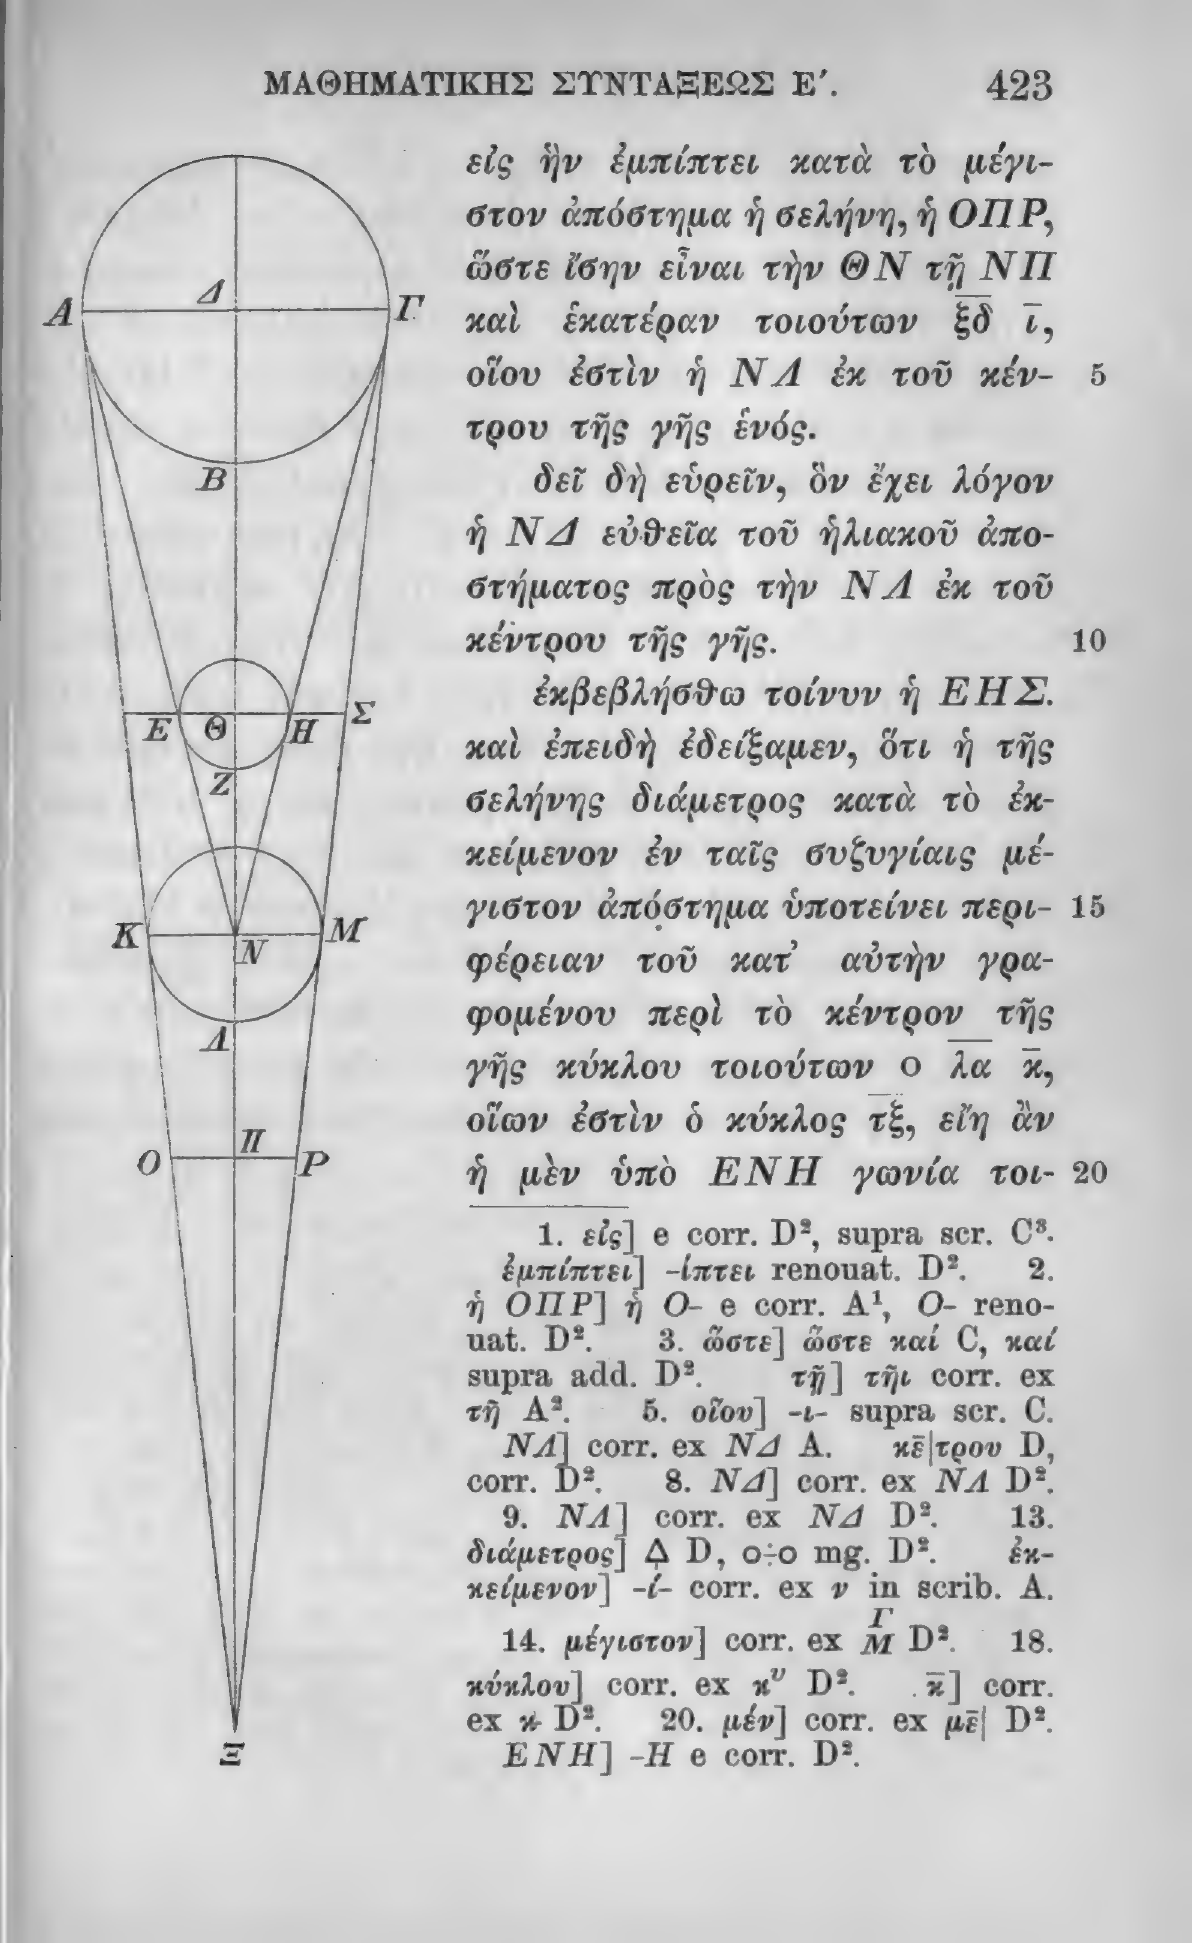 ΜΑΘΗΜΑΤΙΚΗΣ ΣΥΝΤΑΞΕΩΣ Ε΄. 423
εἰς ἣν ἐμπίπτει κατὰ τὸ μέγι-
στον ἀπόστημα ἡ σελήνη, ἡ ΟΠΡ,
ὥστε ἴσην εἶναι τὴν ΘΝ τῇ ΝΠ
καὶ ἑκατέραν τοιούτων ξ̅δ̅ ι̅,
οἵου ἐστὶν ἡ ΝΛ ἐκ τοῦ κέν- 5
τρου τῆς γῆς ἑνός.
δεῖ δὴ εὑρεῖν, ὃν ἔχει λόγον
ἡ ΝΔ εὐθεῖα τοῦ ἡλιακοῦ ἀπο-
στήματος πρὸς τὴν ΝΛ ἐκ τοῦ
κέντρου τῆς γῆς. 10
ἐκβεβλήσθω τοίνυν ἡ ΕΗΣ.
καὶ ἐπειδὴ ἐδείξαμεν, ὅτι ἡ τῆς
σελήνης διάμετρος κατὰ τὸ ἐκ-
κείμενον ἐν ταῖς συζυγίαις μέ-
γιστον ἀπόστημα ὑποτείνει περι- 15
φέρειαν τοῦ κατ’ αὐτὴν γρα-
φομένου περὶ τὸ κέντρον τῆς
γῆς κύκλου τοιούτων ο λ̅α̅ κ̅,
οἵων ἐστὶν ὁ κύκλος τ̅ξ̅, εἴη ἂν
ἡ μὲν ὑπὸ ΕΝΗ γωνία τοι- 20
1. εἰς] e corr. D², supra scr. C³.
ἐμπίπτει] -ίπτει renouat. D². 2.
ἡ ΟΠΡ] ἡ Ο- e corr. A¹, Ο- reno-
uat. D². 3. ὥστε] ὥστε καί C, καί
supra add. D². τῇ] τῆι corr. ex
τῆ A². 5. οἵου] -ι- supra scr. C.
ΝΛ] corr. ex ΝΔ A. κε̅|τρου D,
corr. D². 8. ΝΔ] corr. ex ΝΛ D².
9. ΝΛ] corr. ex ΝΔ D². 13.
διάμετρος] D, mg. D². ἐκ-
κείμενον] -ί- corr. ex ν in scrib. A.
Γ
14. μέγιστον] corr. ex Μ D². 18.
κύκλου] corr. ex κᵛ D². κ̅] corr.
ex D². 20. μέν] corr. ex με̅| D².
ΕΝΗ] -Η e corr. D².
Α
Δ
Γ
Β
Ε
Θ
Η
Σ
Ζ
Κ
Ν
Μ
Λ
Ο
Π
Ρ
Ξ